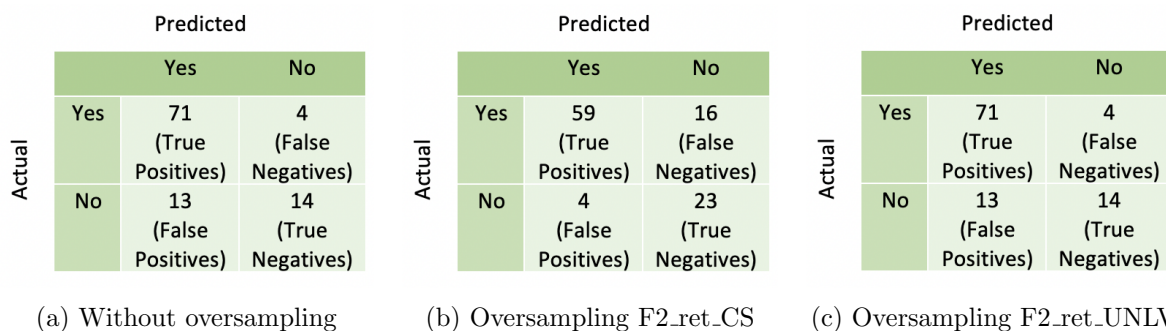 Predicted
Yes No
Actual
Yes 71 4
(True (False
Positives) Negatives)
No 13 14
(False (True
Positives) Negatives)
(a) Without oversampling
Predicted
Yes No
Actual
Yes 59 16
(True (False
Positives) Negatives)
No 4 23
(False (True
Positives) Negatives)
(b) Oversampling F2_ret_CS
Predicted
Yes No
Actual
Yes 71 4
(True (False
Positives) Negatives)
No 13 14
(False (True
Positives) Negatives)
(c) Oversampling F2_ret_UNLV